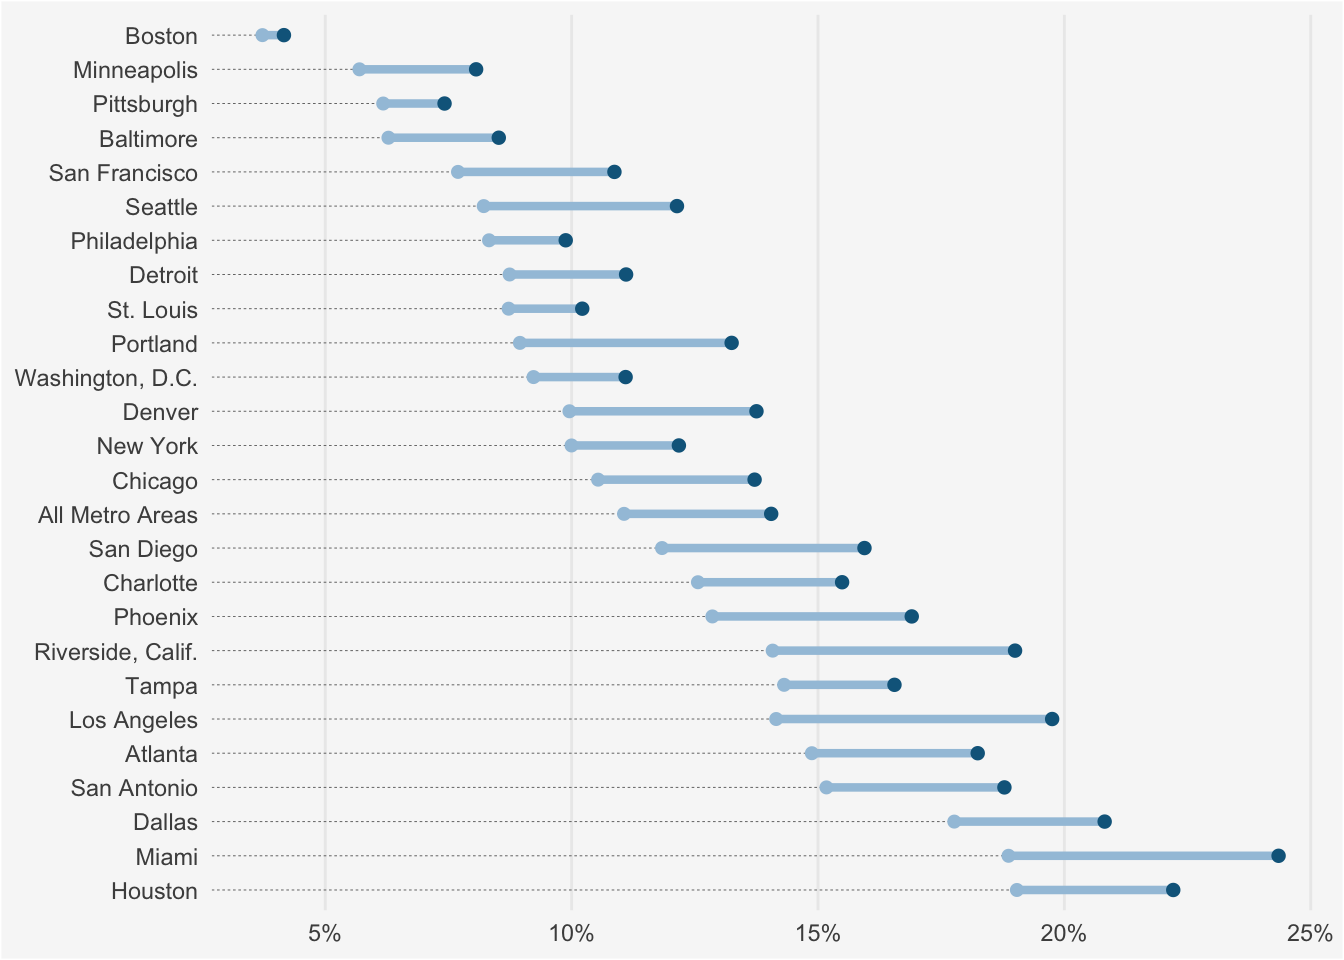 Boston
Minneapolis
Pittsburgh
Baltimore
San Francisco
Seattle
Philadelphia
Detroit
St. Louis
Portland
Washington, D.C.
Denver
New York
Chicago
All Metro Areas
San Diego
Charlotte
Phoenix
Riverside, Calif.
Tampa
Los Angeles
Atlanta
San Antonio
Dallas
Miami
Houston
5% 10% 15% 20% 25%